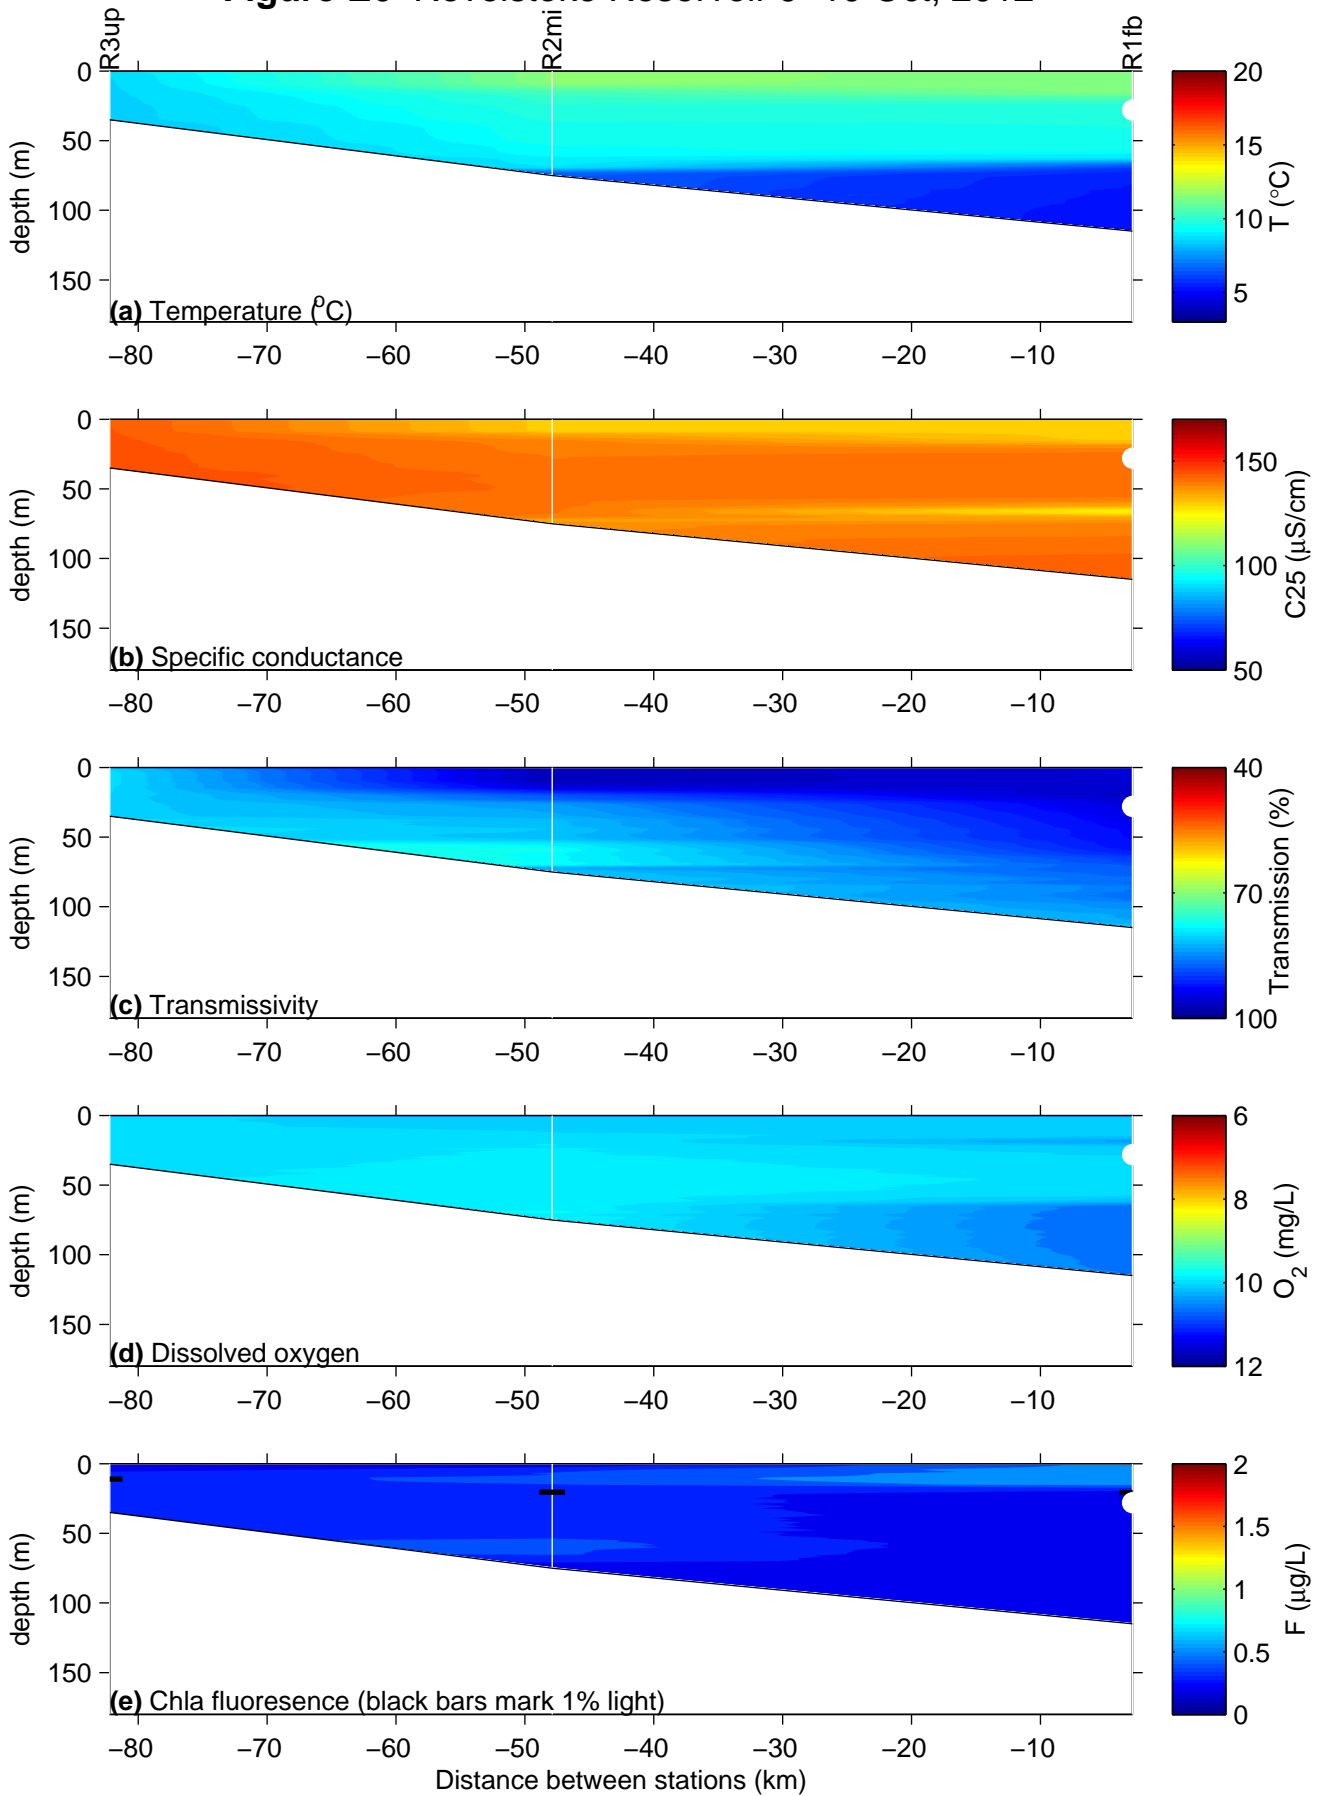 R3up
R2mi
R1fb
0
50
100
150
depth (m)
(a) Temperature (oC)
−80 −70 −60 −50 −40 −30 −20 −10
20
15
10
5
T (°C)
0
50
100
150
depth (m)
(b) Specific conductance
−80 −70 −60 −50 −40 −30 −20 −10
150
100
50
C25 (µS/cm)
0
50
100
150
depth (m)
(c) Transmissivity
−80 −70 −60 −50 −40 −30 −20 −10
40
70
100
Transmission (%)
0
50
100
150
depth (m)
(d) Dissolved oxygen
−80 −70 −60 −50 −40 −30 −20 −10
6
8
10
12
O2 (mg/L)
0
50
100
150
depth (m)
(e) Chla fluoresence (black bars mark 1% light)
−80 −70 −60 −50 −40 −30 −20 −10
Distance between stations (km)
2
1.5
1
0.5
0
F (µg/L)